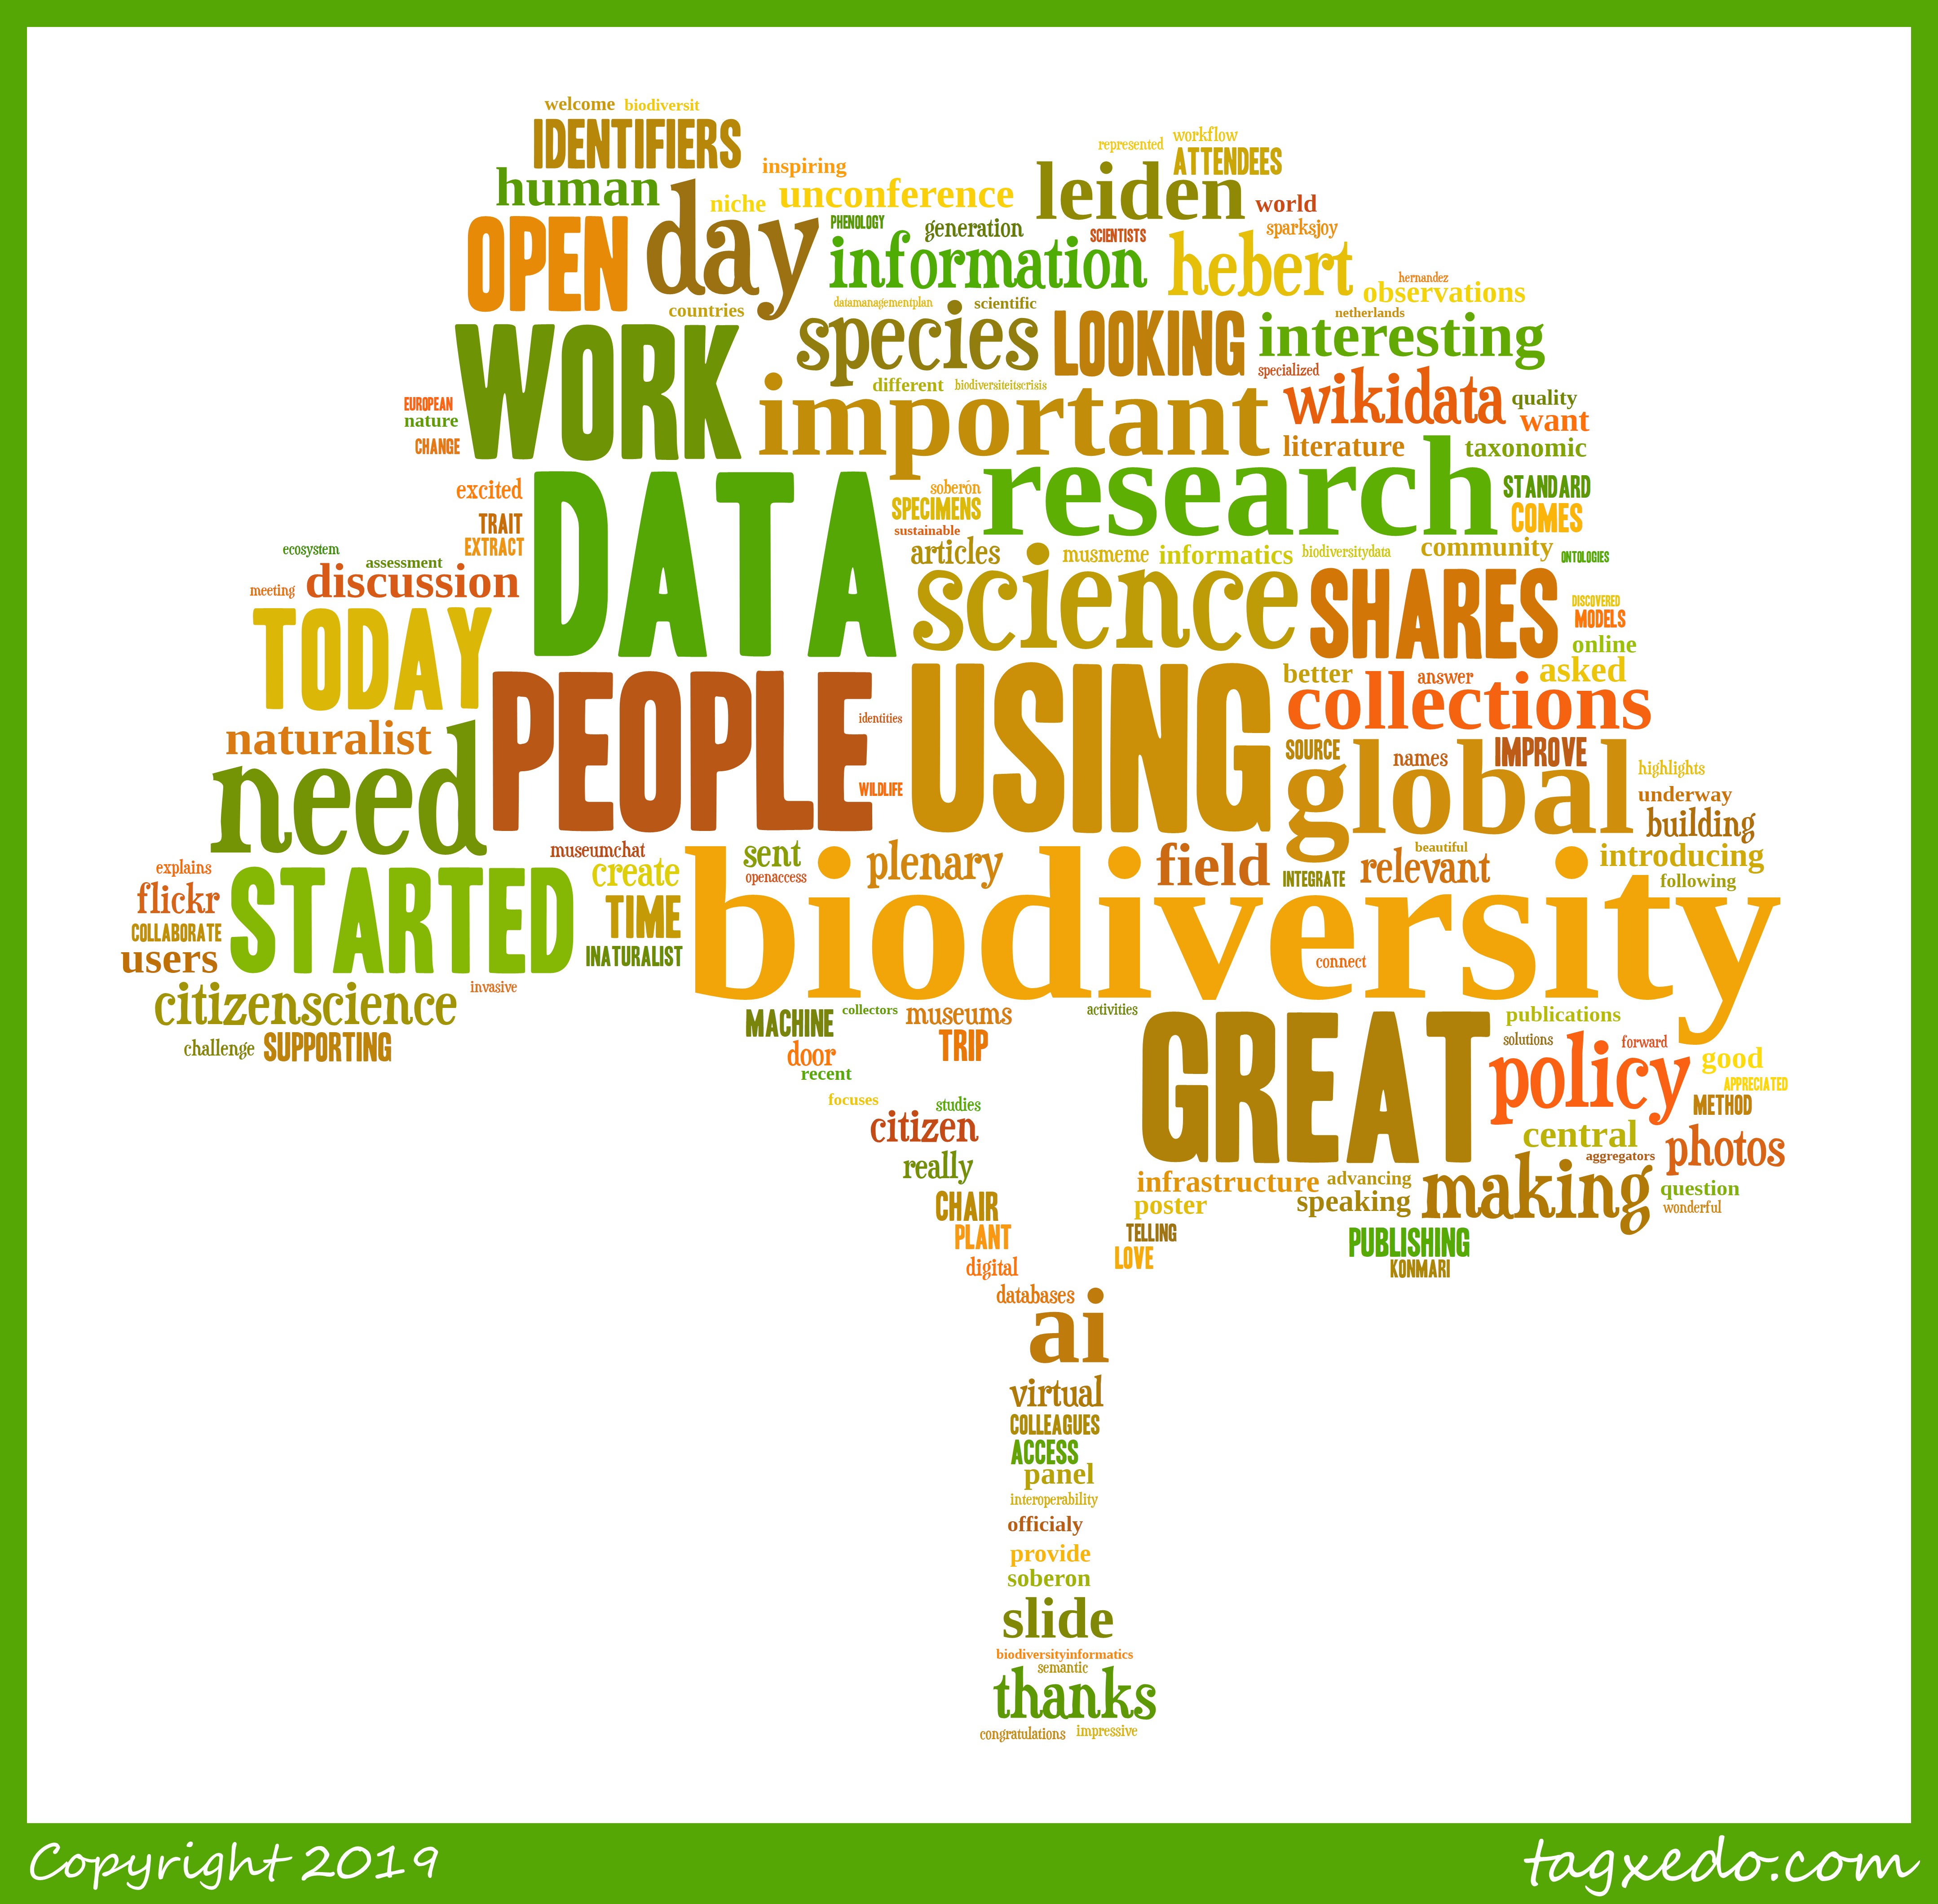 welcome biodiversit
IDENTIFIERS
represented workflow
ATTENDEES
human inspiring
day niche unconference leiden world
OPEN PHENOLOGY generation SCIENTISTS sparksjoy
information hebert
hernandez
observations
countries datamanagementplan scientific netherlands
WORK species LOOKING interesting
different biodiversiteitscrisis specialized
EUROPEAN important wikidata quality
nature want
CHANGE literature taxonomic
research
excited DATA soberón STANDARD
TRAIT SPECIMENS COMES
EXTRACT sustainable
ecosystem assessment articles musmeme informatics biodiversitydata community ONTOLOGIES
meeting discussion science SHARES DISCOVERED
TODAY MODELS
online
PEOPLE USING better answer asked
identities collections
naturalist SOURCE names IMPROVE
need global highlights
WILDLIFE underway
building
museumchat sent plenary field beautiful introducing
explains create openaccess INTEGRATE relevant following
flickr STARTED TIME biodiversity
COLLABORATE
users INATURALIST connect
citizenscience invasive
MACHINE collectors museums activities GREAT publications
challenge SUPPORTING door TRIP solutions forward
recent policy good
focuses studies APPRECIATED
METHOD
citizen central photos
really aggregators
infrastructure advancing making question
CHAIR poster speaking wonderful
PLANT TELLING PUBLISHING
digital LOVE KONMARI
databases
ai
virtual
COLLEAGUES
ACCESS
panel
interoperability
officialy
provide
soberon
slide
biodiversityinformatics
semantic
thanks
congratulations impressive
Copyright 2019 tagxedo.com